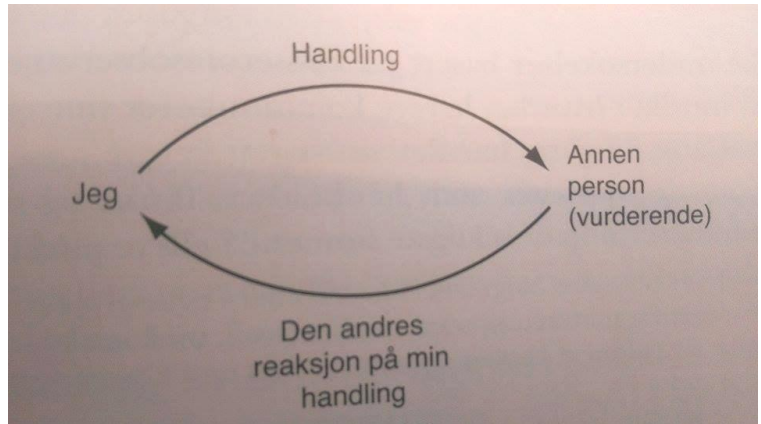 Handling
Jeg
Annen
person
(vurderende)
Den andres
reaksjon på min
handling